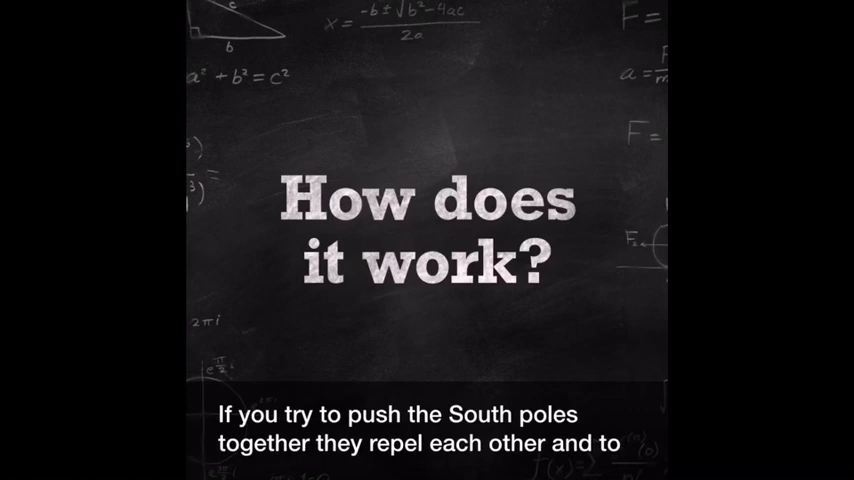 c
b
x = -b ± √b² - 4ac
2a
F =
a² + b² = c²
a =
F =
How does
it work?
2πi
If you try to push the South poles
together they repel each other and to